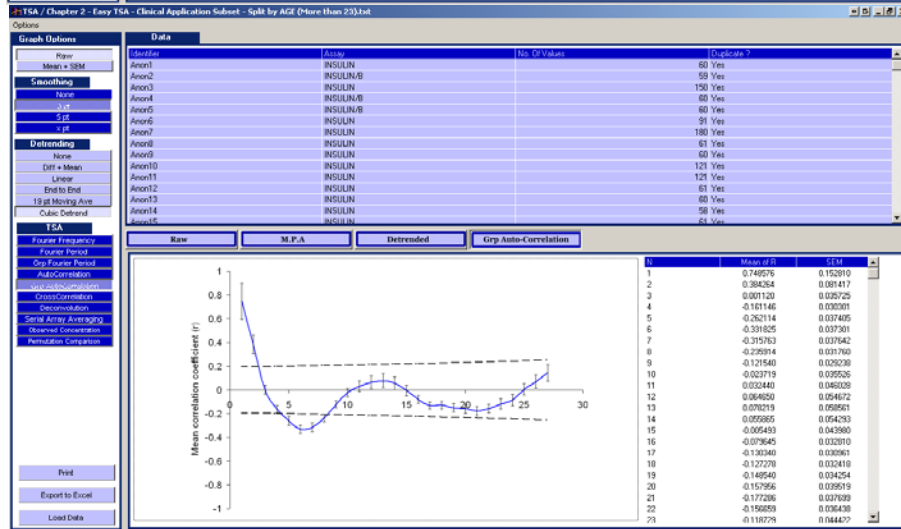 TSA / Chapter 2 - Easy TSA - Clinical Application Subset - Split by AGE (More than 23).txt
Options
Graph Options
Raw
Mean + SEM
Smoothing
None
3 pt
5 pt
x pt
Detrending
None
Diff + Mean
Linear
End to End
19 pt Moving Ave
Cubic Detrend
TSA
Fourier Frequency
Fourier Period
Grp Fourier Period
AutoCorrelation
Grp AutoCorrelation
CrossCorrelation
Deconvolution
Serial Array Averaging
Observed Concentration
Permutation Comparison
Print
Export to Excel
Load Data
Data
Identifier Assay No. Of Values Duplicate ?
Anon1 INSULIN 60 Yes
Anon2 INSULIN/B 59 Yes
Anon3 INSULIN 150 Yes
Anon4 INSULIN/B 60 Yes
Anon5 INSULIN/B 60 Yes
Anon6 INSULIN 91 Yes
Anon7 INSULIN 180 Yes
Anon8 INSULIN 61 Yes
Anon9 INSULIN 60 Yes
Anon10 INSULIN 121 Yes
Anon11 INSULIN 121 Yes
Anon12 INSULIN 61 Yes
Anon13 INSULIN 60 Yes
Anon14 INSULIN 58 Yes
Anon15 INSULIN 61 Yes
Raw M.P.A Detrended Grp Auto-Correlation
Mean correlation coefficient (r)
1
0.8
0.6
0.4
0.2
0
-0.2
-0.4
-0.6
-0.8
-1
0 5 10 15 20 25 30
N Mean of R SEM
1 0.748576 0.152810
2 0.384264 0.081417
3 0.001120 0.035725
4 -0.161146 0.030301
5 -0.262114 0.037405
6 -0.331825 0.037301
7 -0.315763 0.037642
8 -0.235914 0.031760
9 -0.121540 0.029238
10 -0.023719 0.035526
11 0.032440 0.046028
12 0.064650 0.054672
13 0.078219 0.058561
14 0.055865 0.054293
15 -0.005493 0.043980
16 -0.079645 0.032810
17 -0.130340 0.030961
18 -0.127278 0.032418
19 -0.148540 0.034254
20 -0.157956 0.039519
21 -0.177286 0.037699
22 -0.156659 0.036438
23 -0.118729 0.044422